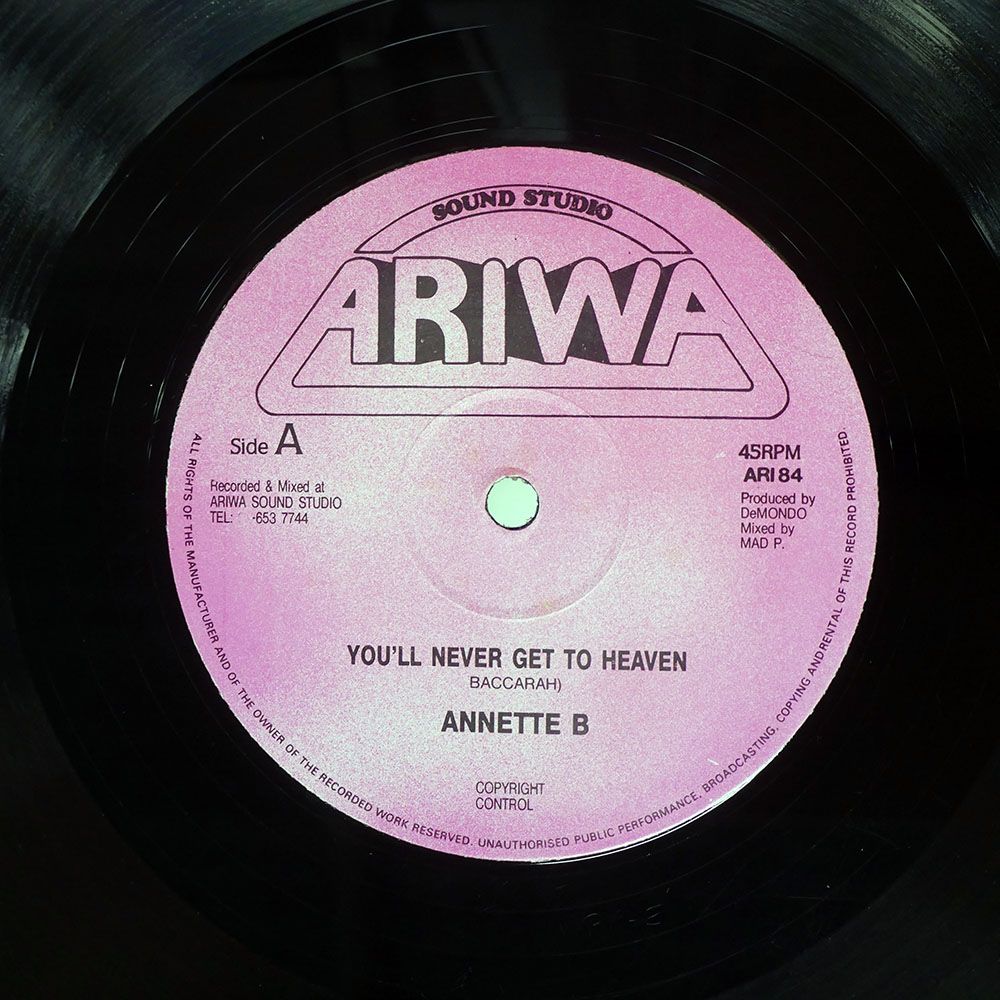 SOUND STUDIO
ARIWA
Side A
Recorded & Mixed at
ARIWA SOUND STUDIO
TEL: -653 7744
45RPM
ARI 84
Produced by
DeMONDO
Mixed by
MAD P.
YOU'LL NEVER GET TO HEAVEN
BACCARAH)
ANNETTE B
COPYRIGHT
CONTROL
ALL RIGHTS OF THE MANUFACTURER AND OF THE OWNER OF THE RECORDED WORK RESERVED. UNAUTHORISED PUBLIC PERFORMANCE, BROADCASTING, COPYING ANDRENTAL OF THIS RECORD PROHIBITED.